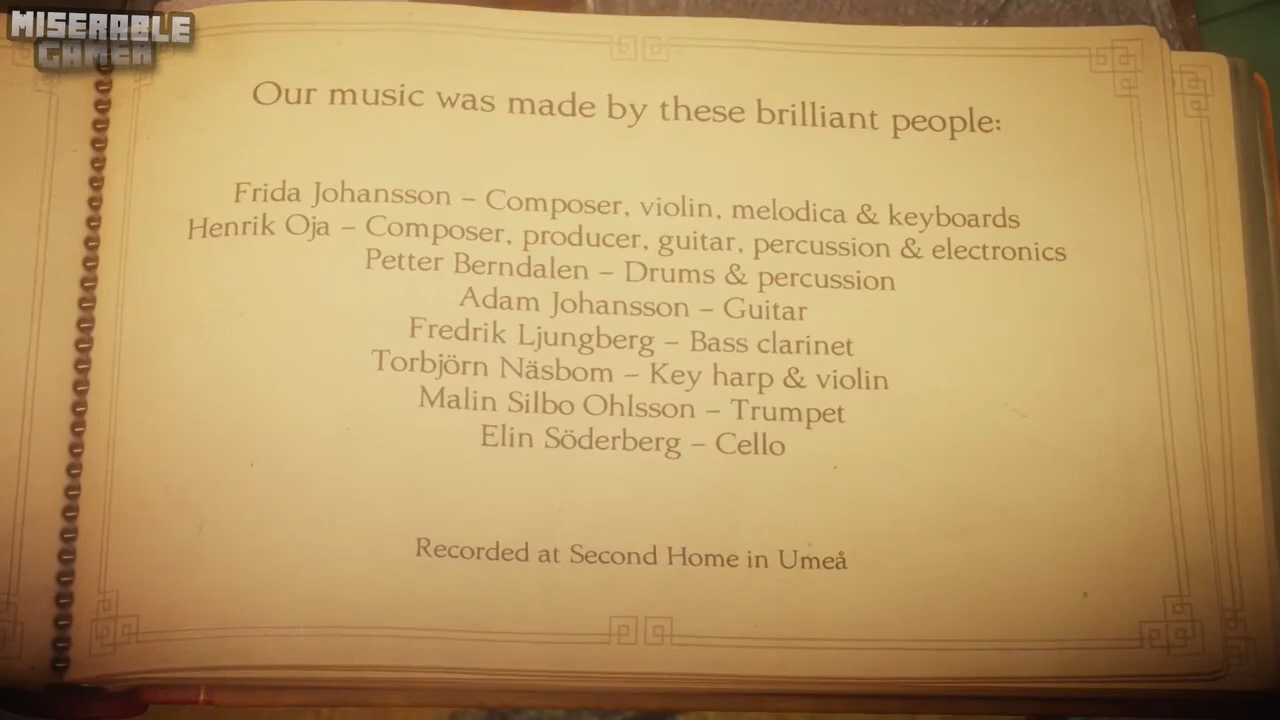 MISERABLE
GAMER
Our music was made by these brilliant people:
Frida Johansson – Composer, violin, melodica & keyboards
Henrik Oja – Composer, producer, guitar, percussion & electronics
Petter Berndalen – Drums & percussion
Adam Johansson – Guitar
Fredrik Ljungberg – Bass clarinet
Torbjörn Näsbom – Key harp & violin
Malin Silbo Ohlsson – Trumpet
Elin Söderberg – Cello
Recorded at Second Home in Umeå